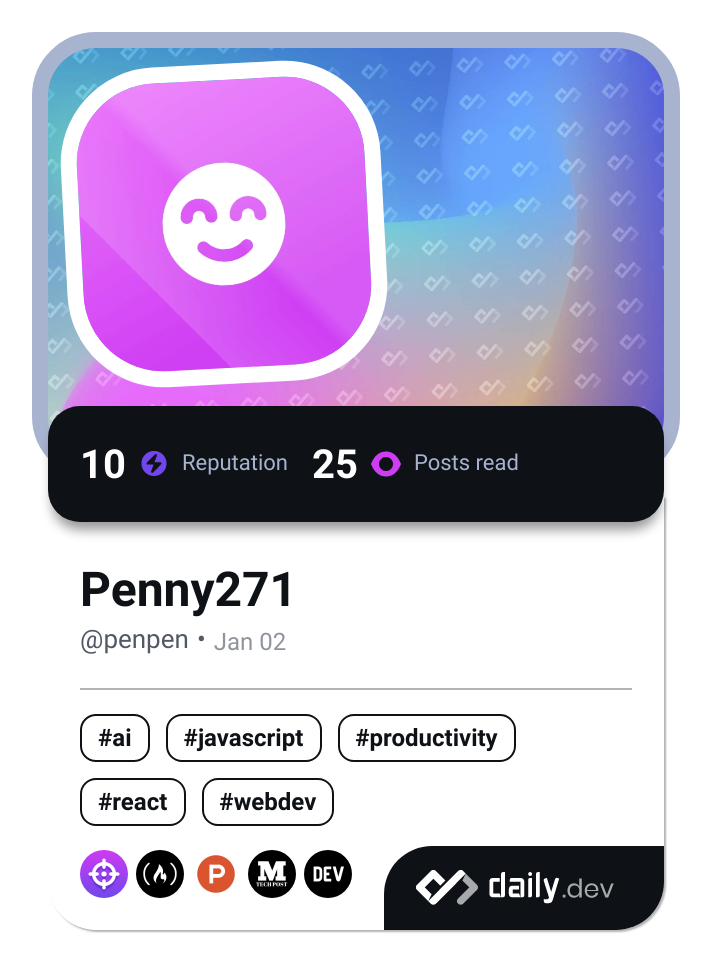 10 Reputation 25 Posts read
Penny271
@penpen • Jan 02
#ai #javascript #productivity
#react #webdev
P M TECH POST DEV
daily.dev